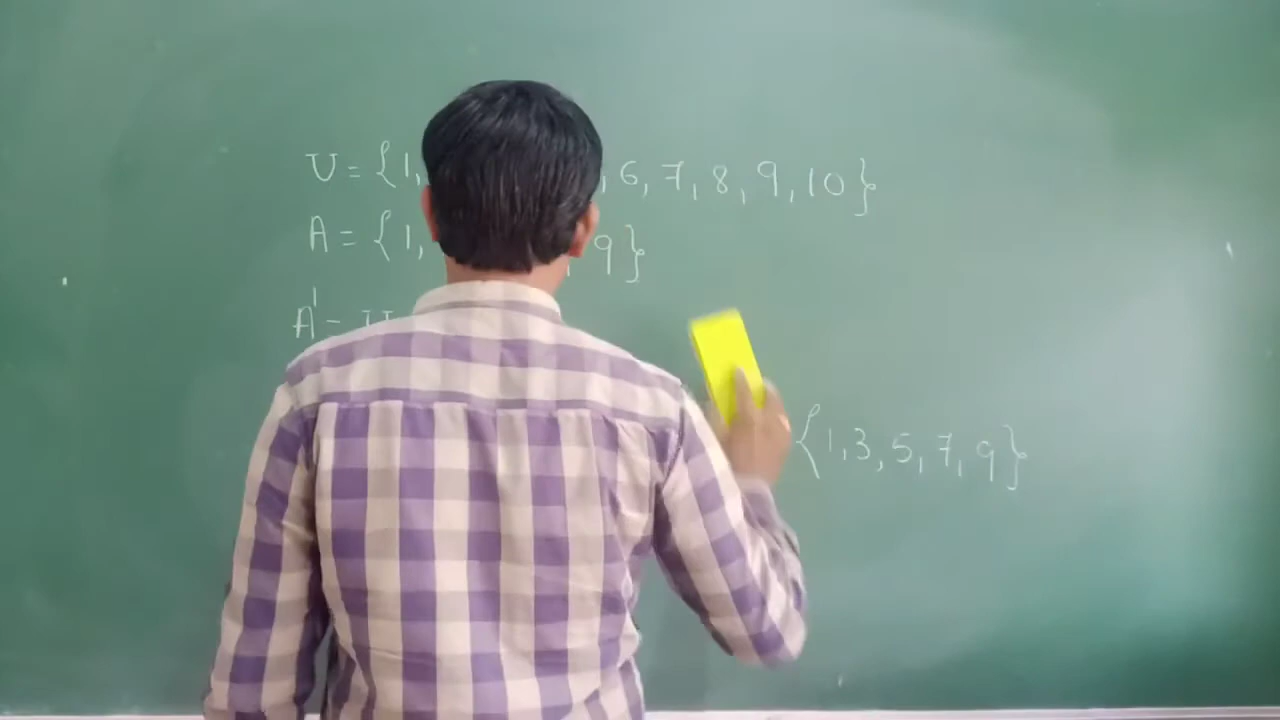 U = {1, , 6, 7, 8, 9, 10}
A = {1, , 9}
A' = U
{1, 3, 5, 7, 9}